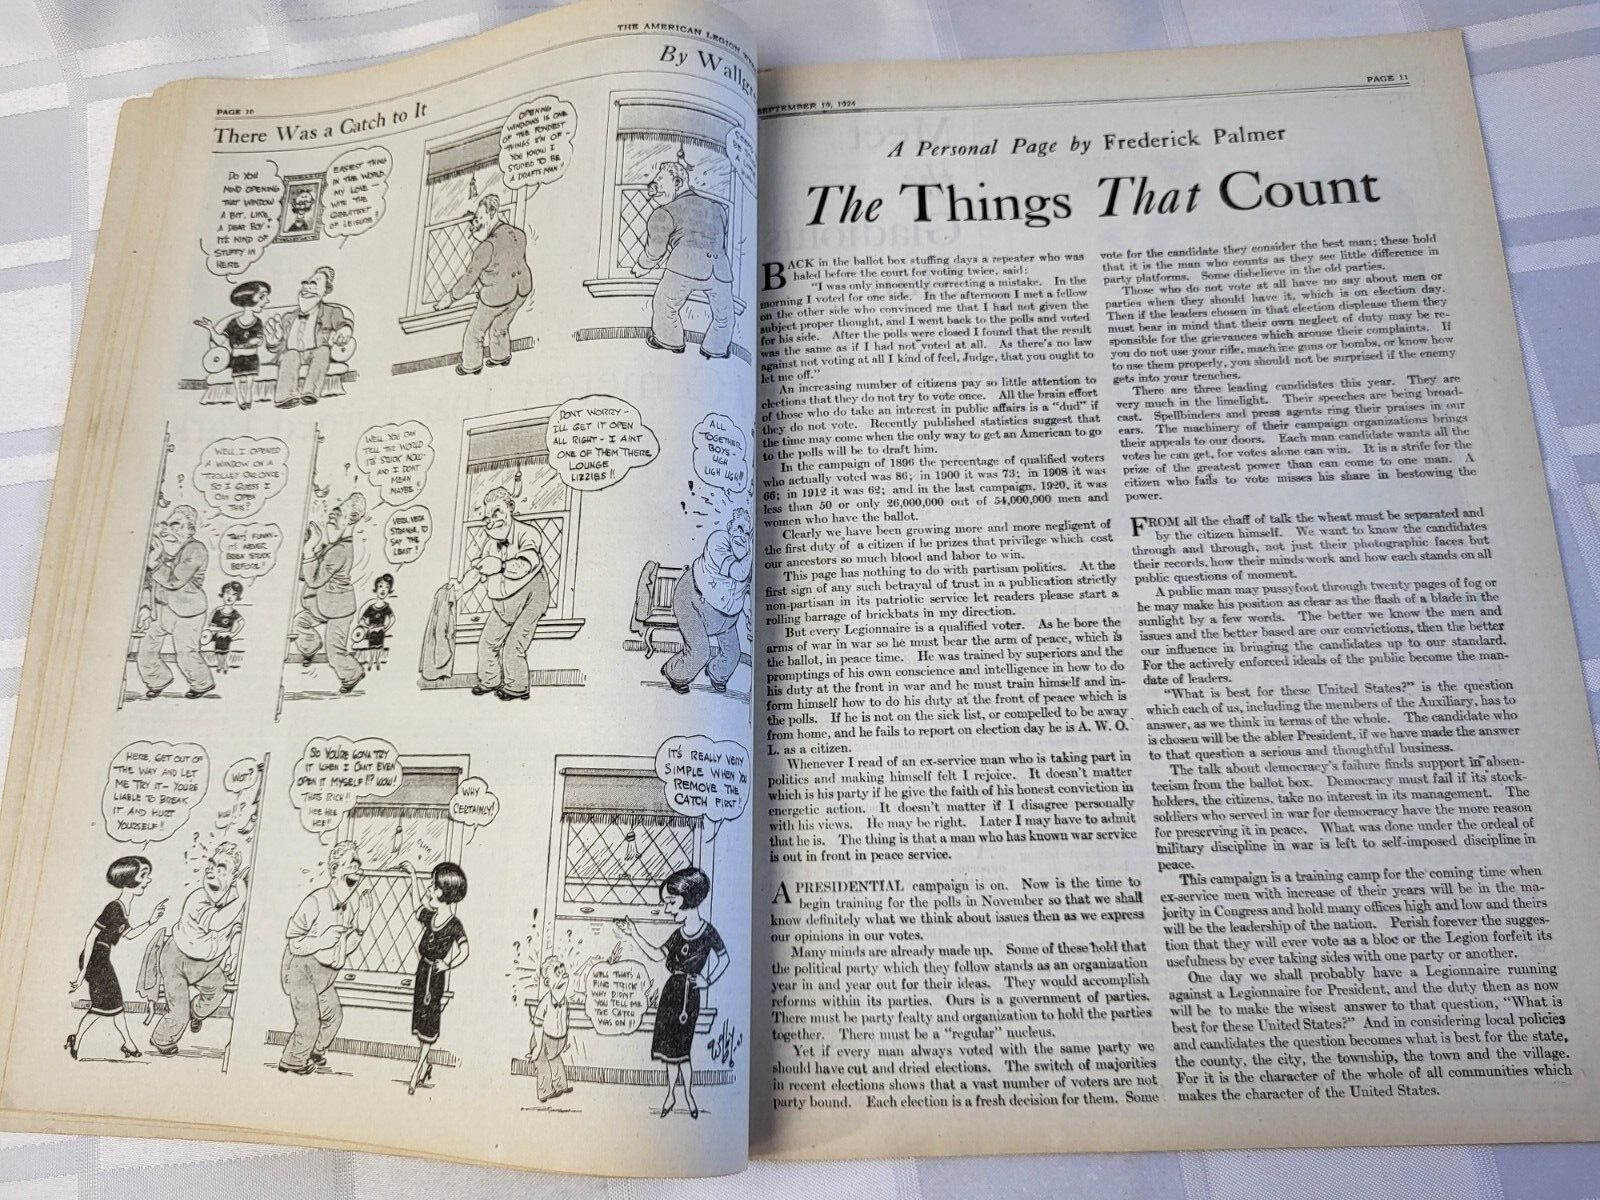 PAGE 10
THE AMERICAN LEGION
There Was a Catch to It
By
DO YOU
MIND OPENING
THAT WINDOW
A BIT, LIKE
A DEAR BOY -
IT'S KIND OF
STUFFY IN
HERE
EASIEST THING
IN THE WORLD
MY LOVE -
WITH THE
GREATEST
OF LEISURE!
OPENING
WINDOWS IS ONE
OF THE FONDEST
THINGS I'M OF -
YOU KNOW I
STUDIED TO BE
A DRAFTS MAN!!
WELL I OPENED
A WINDOW ON A
TROLLEY CAR ONCE
SO I GUESS I
CAN OPEN
THIS!
THAT'S FUNNY -
IT'S NEVER
BEEN STUCK
BEFORE!
WELL YOU CAN
TELL THE WORLD
IT'S STUCK NOW -
AND I DON'T
MEAN
MAYBE!
VERY, VERY
STRANGE, TO
SAY THE
LEAST!
DON'T WORRY -
I'LL GET IT OPEN
ALL RIGHT - I AIN'T
ONE OF THEM THERE
LOUNGE
LIZZIES!!
ALL
TOGETHER
BOYS -
UGH
UGH UGH!!
HERE, GET OUT OF
THE WAY AND LET
ME TRY IT - YOU'RE
LIABLE TO BREAK
IT AND HURT
YOURSELF!
WOT?
HUH!!
SO YOU'RE GONA TRY
IT WHEN I CAN'T EVEN
OPEN IT MYSELF!? WOW!
THAT'S RICH!!
HEE HEE
HEE!
WHY
CERTAINLY!
IT'S REALLY VERY
SIMPLE WHEN YOU
REMOVE THE
CATCH FIRST!
WELL THAT'S A
FINE TRICK!!
WHY DIDN'T
YOU TELL ME
THE CATCH
WAS ON!!
SEPTEMBER 19, 1924
PAGE 11
A Personal Page by Frederick Palmer
The Things That Count
BACK in the ballot box stuffing days a repeater who was
haled before the court for voting twice, said:
"I was only innocently correcting a mistake. In the
morning I voted for one side. In the afternoon I met a fellow
on the other side who convinced me that I had not given the
subject proper thought, and I went back to the polls and voted
for his side. After the polls were closed I found that the result
was the same as if I had not voted at all. As there's no law
against not voting at all I kind of feel, Judge, that you ought to
let me off."
An increasing number of citizens pay so little attention to
elections that they do not try to vote once. All the brain effort
of those who do take an interest in public affairs is a "dud" if
they do not vote. Recently published statistics suggest that
the time may come when the only way to get an American to go
to the polls will be to draft him.
In the campaign of 1896 the percentage of qualified voters
who actually voted was 86; in 1900 it was 73; in 1908 it was
66; in 1912 it was 62; and in the last campaign, 1920, it was
less than 50 or only 26,000,000 out of 54,000,000 men and
women who have the ballot.
Clearly we have been growing more and more negligent of
the first duty of a citizen if he prizes that privilege which cost
our ancestors so much blood and labor to win.
This page has nothing to do with partisan politics. At the
first sign of any such betrayal of trust in a publication strictly
non-partisan in its patriotic service let readers please start a
rolling barrage of brickbats in my direction.
But every Legionnaire is a qualified voter. As he bore the
arms of war in war so he must bear the arm of peace, which is
the ballot, in peace time. He was trained by superiors and the
promptings of his own conscience and intelligence in how to do
his duty at the front in war and he must train himself and in-
form himself how to do his duty at the front of peace which is
the polls. If he is not on the sick list, or compelled to be away
from home, and he fails to report on election day he is A. W. O.
L. as a citizen.
Whenever I read of an ex-service man who is taking part in
politics and making himself felt I rejoice. It doesn't matter
which is his party if he give the faith of his honest conviction in
energetic action. It doesn't matter if I disagree personally
with his views. He may be right. Later I may have to admit
that he is. The thing is that a man who has known war service
is out in front in peace service.
A PRESIDENTIAL campaign is on. Now is the time to
begin training for the polls in November so that we shall
know definitely what we think about issues then as we express
our opinions in our votes.
Many minds are already made up. Some of these hold that
the political party which they follow stands as an organization
year in and year out for their ideas. They would accomplish
reforms within its parties. Ours is a government of parties.
There must be party fealty and organization to hold the parties
together. There must be a "regular" nucleus.
Yet if every man always voted with the same party we
should have cut and dried elections. The switch of majorities
in recent elections shows that a vast number of voters are not
party bound. Each election is a fresh decision for them. Some
vote for the candidate they consider the best man; these hold
that it is the man who counts as they see little difference in
party platforms. Some disbelieve in the old parties.
Those who do not vote at all have no say about men or
parties when they should have it, which is on election day.
Then if the leaders chosen in that election displease them they
must bear in mind that their own neglect of duty may be re-
sponsible for the grievances which arouse their complaints. If
you do not use your rifle, machine guns or bombs, or know how
to use them properly, you should not be surprised if the enemy
gets into your trenches.
There are three leading candidates this year. They are
very much in the limelight. Their speeches are being broad-
cast. Spellbinders and press agents ring their praises in our
ears. The machinery of their campaign organizations brings
their appeals to our doors. Each man candidate wants all the
votes he can get, for votes alone can win. It is a strife for the
prize of the greatest power than can come to one man. A
citizen who fails to vote misses his share in bestowing the
power.
FROM all the chaff of talk the wheat must be separated and
by the citizen himself. We want to know the candidates
through and through, not just their photographic faces but
their records, how their minds work and how each stands on all
public questions of moment.
A public man may pussyfoot through twenty pages of fog or
he may make his position as clear as the flash of a blade in the
sunlight by a few words. The better we know the men and
issues and the better based are our convictions, then the better
our influence in bringing the candidates up to our standard.
For the actively enforced ideals of the public become the man-
date of leaders.
"What is best for these United States?" is the question
which each of us, including the members of the Auxiliary, has to
answer, as we think in terms of the whole. The candidate who
is chosen will be the abler President, if we have made the answer
to that question a serious and thoughtful business.
The talk about democracy's failure finds support in absen-
teeism from the ballot box. Democracy must fail if its stock-
holders, the citizens, take no interest in its management. The
soldiers who served in war for democracy have the more reason
for preserving it in peace. What was done under the ordeal of
military discipline in war is left to self-imposed discipline in
peace.
This campaign is a training camp for the coming time when
ex-service men with increase of their years will be in the ma-
jority in Congress and hold many offices high and low and theirs
will be the leadership of the nation. Perish forever the sugges-
tion that they will ever vote as a bloc or the Legion forfeit its
usefulness by ever taking sides with one party or another.
One day we shall probably have a Legionnaire running
against a Legionnaire for President, and the duty then as now
will be to make the wisest answer to that question, "What is
best for these United States?" And in considering local policies
and candidates the question becomes what is best for the state,
the county, the city, the township, the town and the village.
For it is the character of the whole of all communities which
makes the character of the United States.